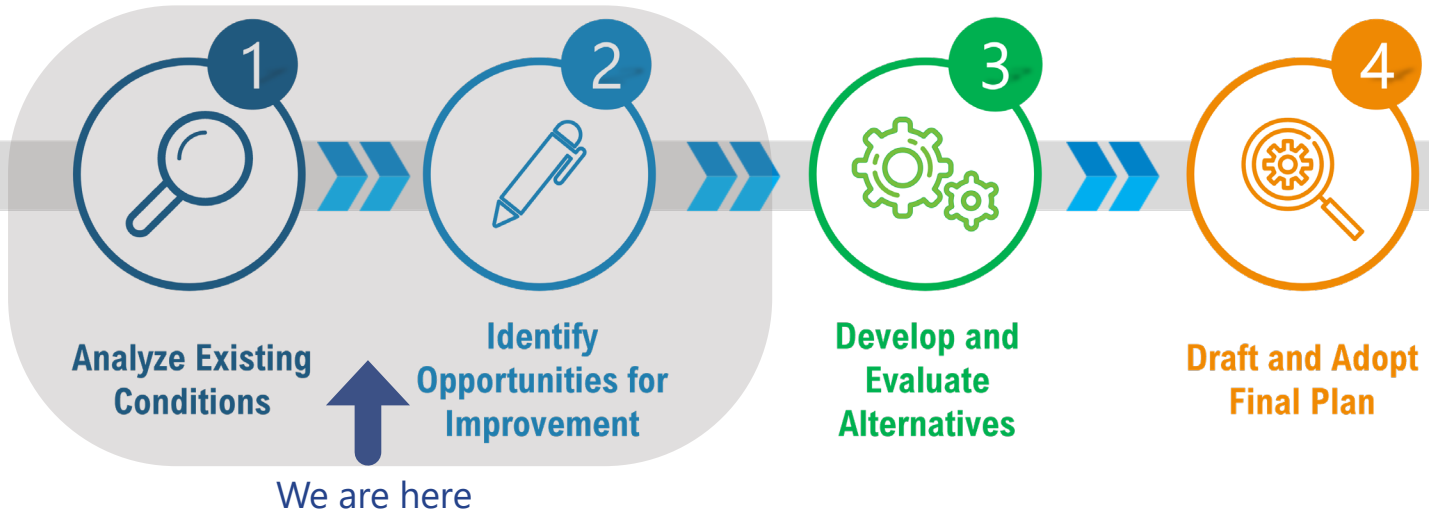 1
2
3
4
Analyze Existing
Conditions
Identify
Opportunities for
Improvement
Develop and
Evaluate
Alternatives
Draft and Adopt
Final Plan
We are here